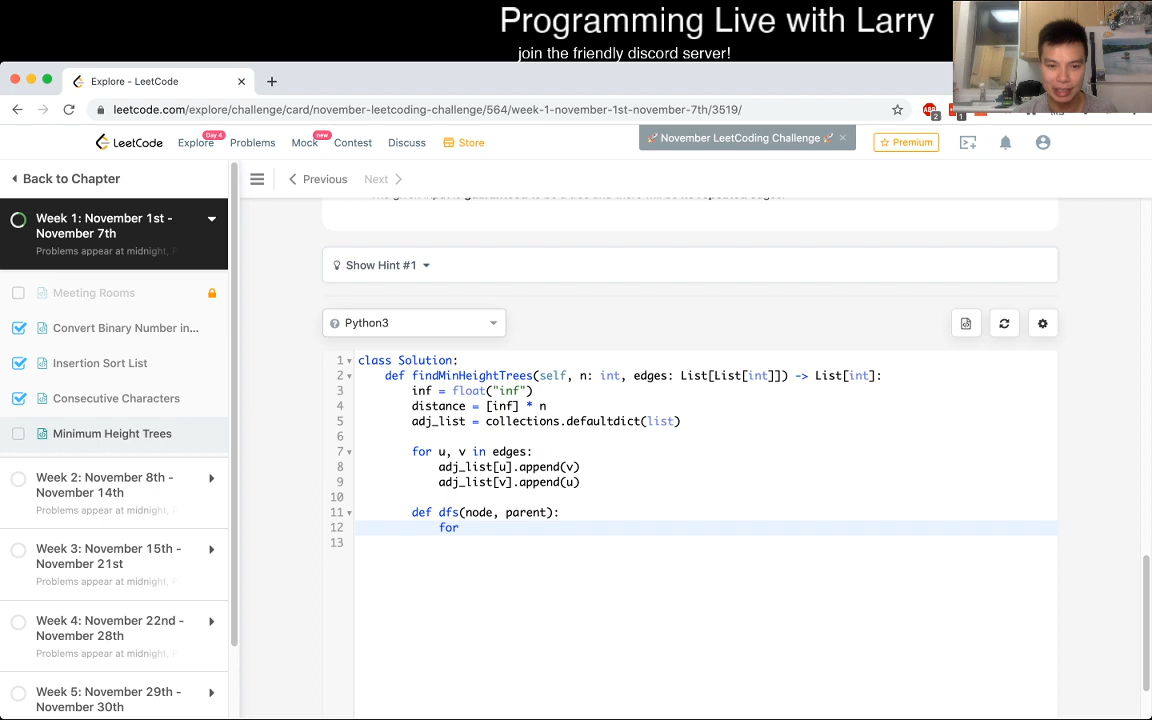 Programming Live with Larry
join the friendly discord server!
Explore - LeetCode
leetcode.com/explore/challenge/card/november-leetcoding-challenge/564/week-1-november-1st-november-7th/3519/
ABP
2
1
LeetCode
Explore
Day 4
Problems
Mock
new
Contest
Discuss
Store
🚀 November LeetCoding Challenge 🚀
Premium
Back to Chapter
Previous
Next
Week 1: November 1st -
November 7th
Problems appear at midnight,
Meeting Rooms
Convert Binary Number in...
Insertion Sort List
Consecutive Characters
Minimum Height Trees
Week 2: November 8th -
November 14th
Problems appear at midnight,
Week 3: November 15th -
November 21st
Problems appear at midnight,
Week 4: November 22nd -
November 28th
Problems appear at midnight,
Week 5: November 29th -
November 30th
Show Hint #1
Python3
1 class Solution:
2 def findMinHeightTrees(self, n: int, edges: List[List[int]]) -> List[int]:
3 inf = float("inf")
4 distance = [inf] * n
5 adj_list = collections.defaultdict(list)
6
7 for u, v in edges:
8 adj_list[u].append(v)
9 adj_list[v].append(u)
10
11 def dfs(node, parent):
12 for
13